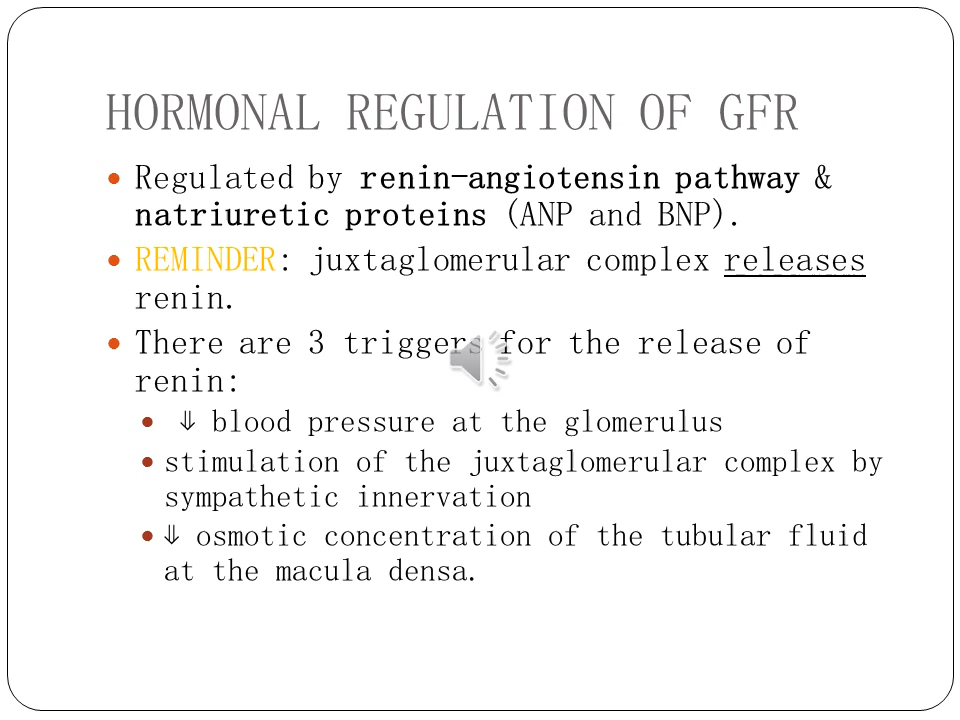 HORMONAL REGULATION OF GFR
• Regulated by renin-angiotensin pathway &
natriuretic proteins (ANP and BNP).
• REMINDER: juxtaglomerular complex releases
renin.
• There are 3 triggers for the release of
renin:
• ⇓ blood pressure at the glomerulus
• stimulation of the juxtaglomerular complex by
sympathetic innervation
• ⇓ osmotic concentration of the tubular fluid
at the macula densa.